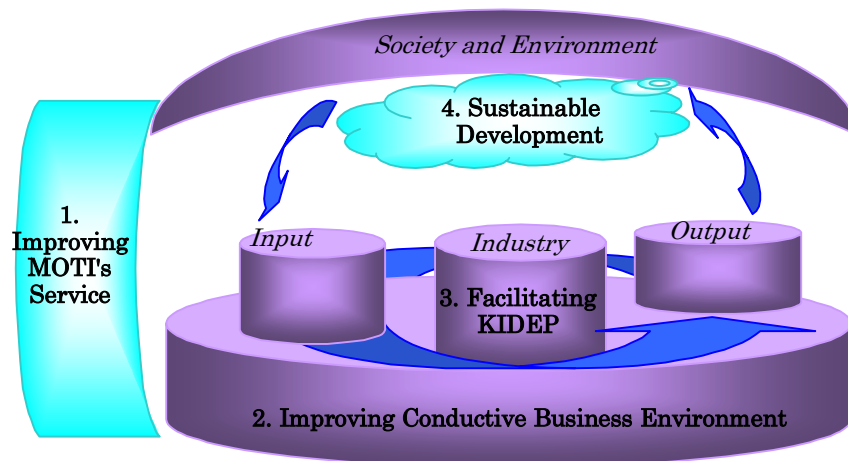 Society and Environment
4. Sustainable
Development
1.
Improving
MOTI's
Service
Input
Industry
Output
3. Facilitating
KIDEP
2. Improving Conductive Business Environment